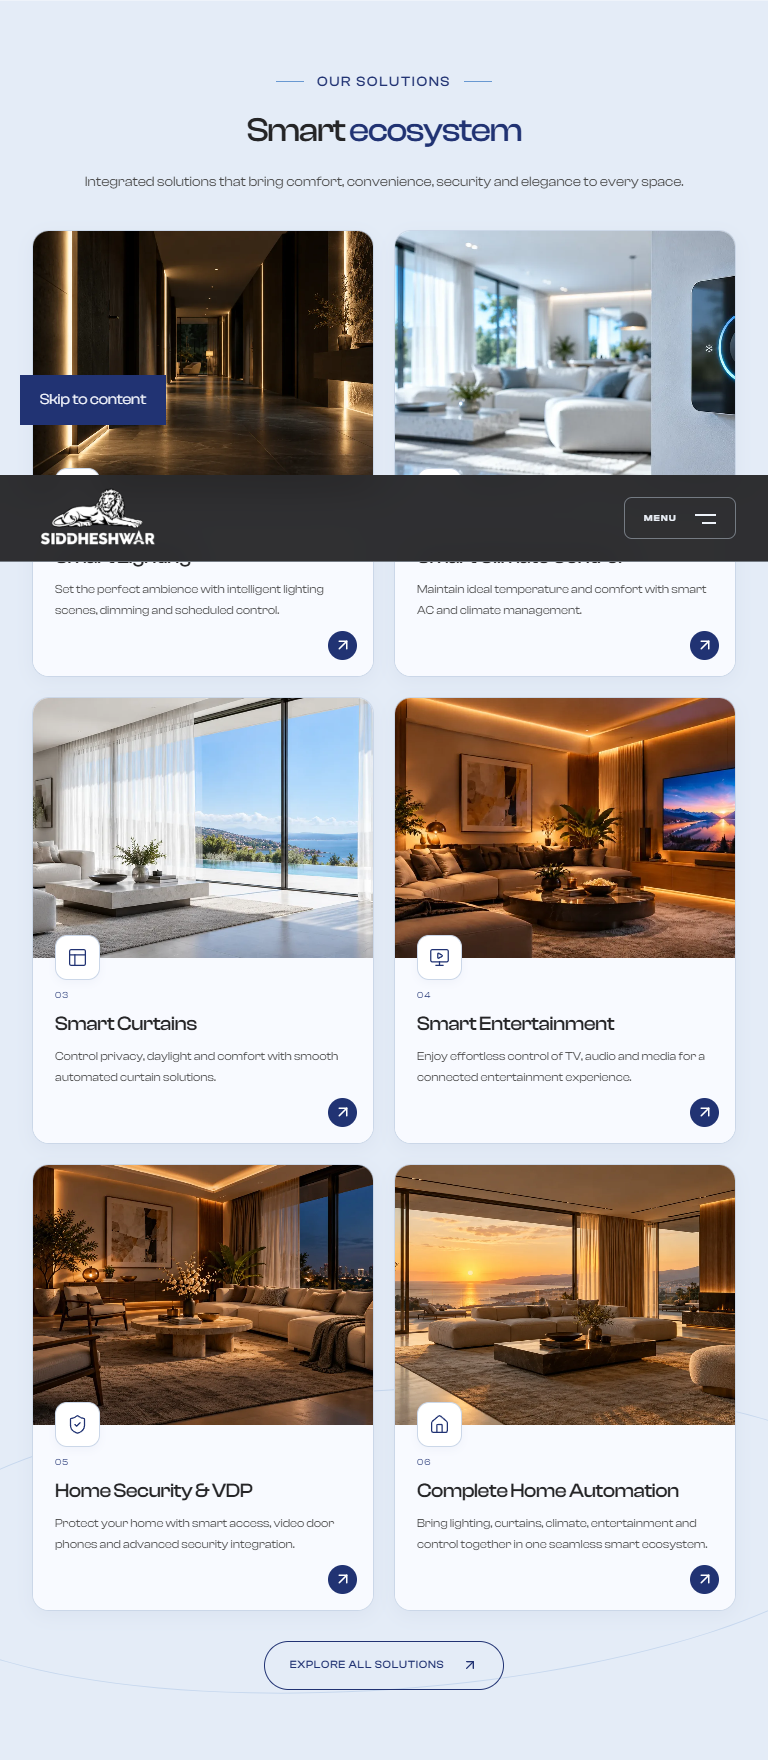 OUR SOLUTIONS
Smart ecosystem
Integrated solutions that bring comfort, convenience, security and elegance to every space.
Skip to content
SIDDHESHWAR
MENU
Set the perfect ambience with intelligent lighting
scenes, dimming and scheduled control.
Maintain ideal temperature and comfort with smart
AC and climate management.
03
Smart Curtains
Control privacy, daylight and comfort with smooth
automated curtain solutions.
04
Smart Entertainment
Enjoy effortless control of TV, audio and media for a
connected entertainment experience.
05
Home Security & VDP
Protect your home with smart access, video door
phones and advanced security integration.
06
Complete Home Automation
Bring lighting, curtains, climate, entertainment and
control together in one seamless smart ecosystem.
EXPLORE ALL SOLUTIONS